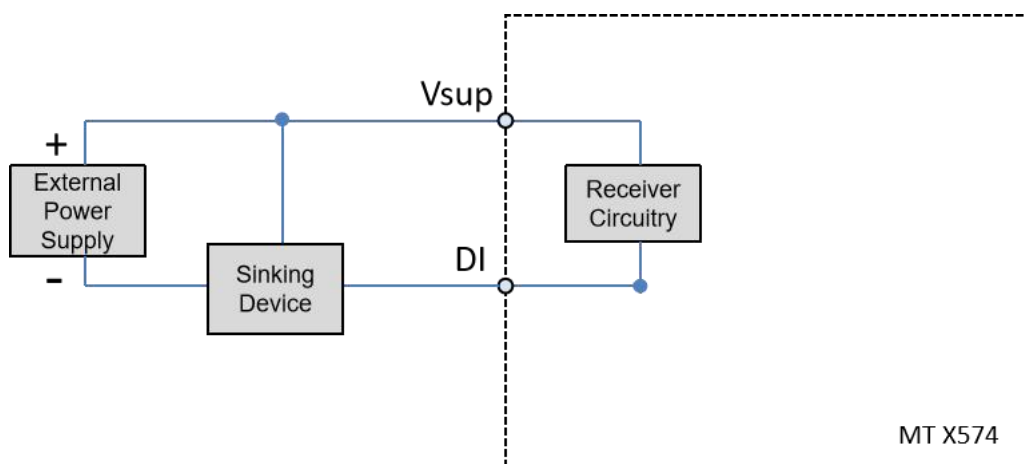 Vsup
+
External
Power
Supply
-
Receiver
Circuitry
DI
Sinking
Device
MT X574